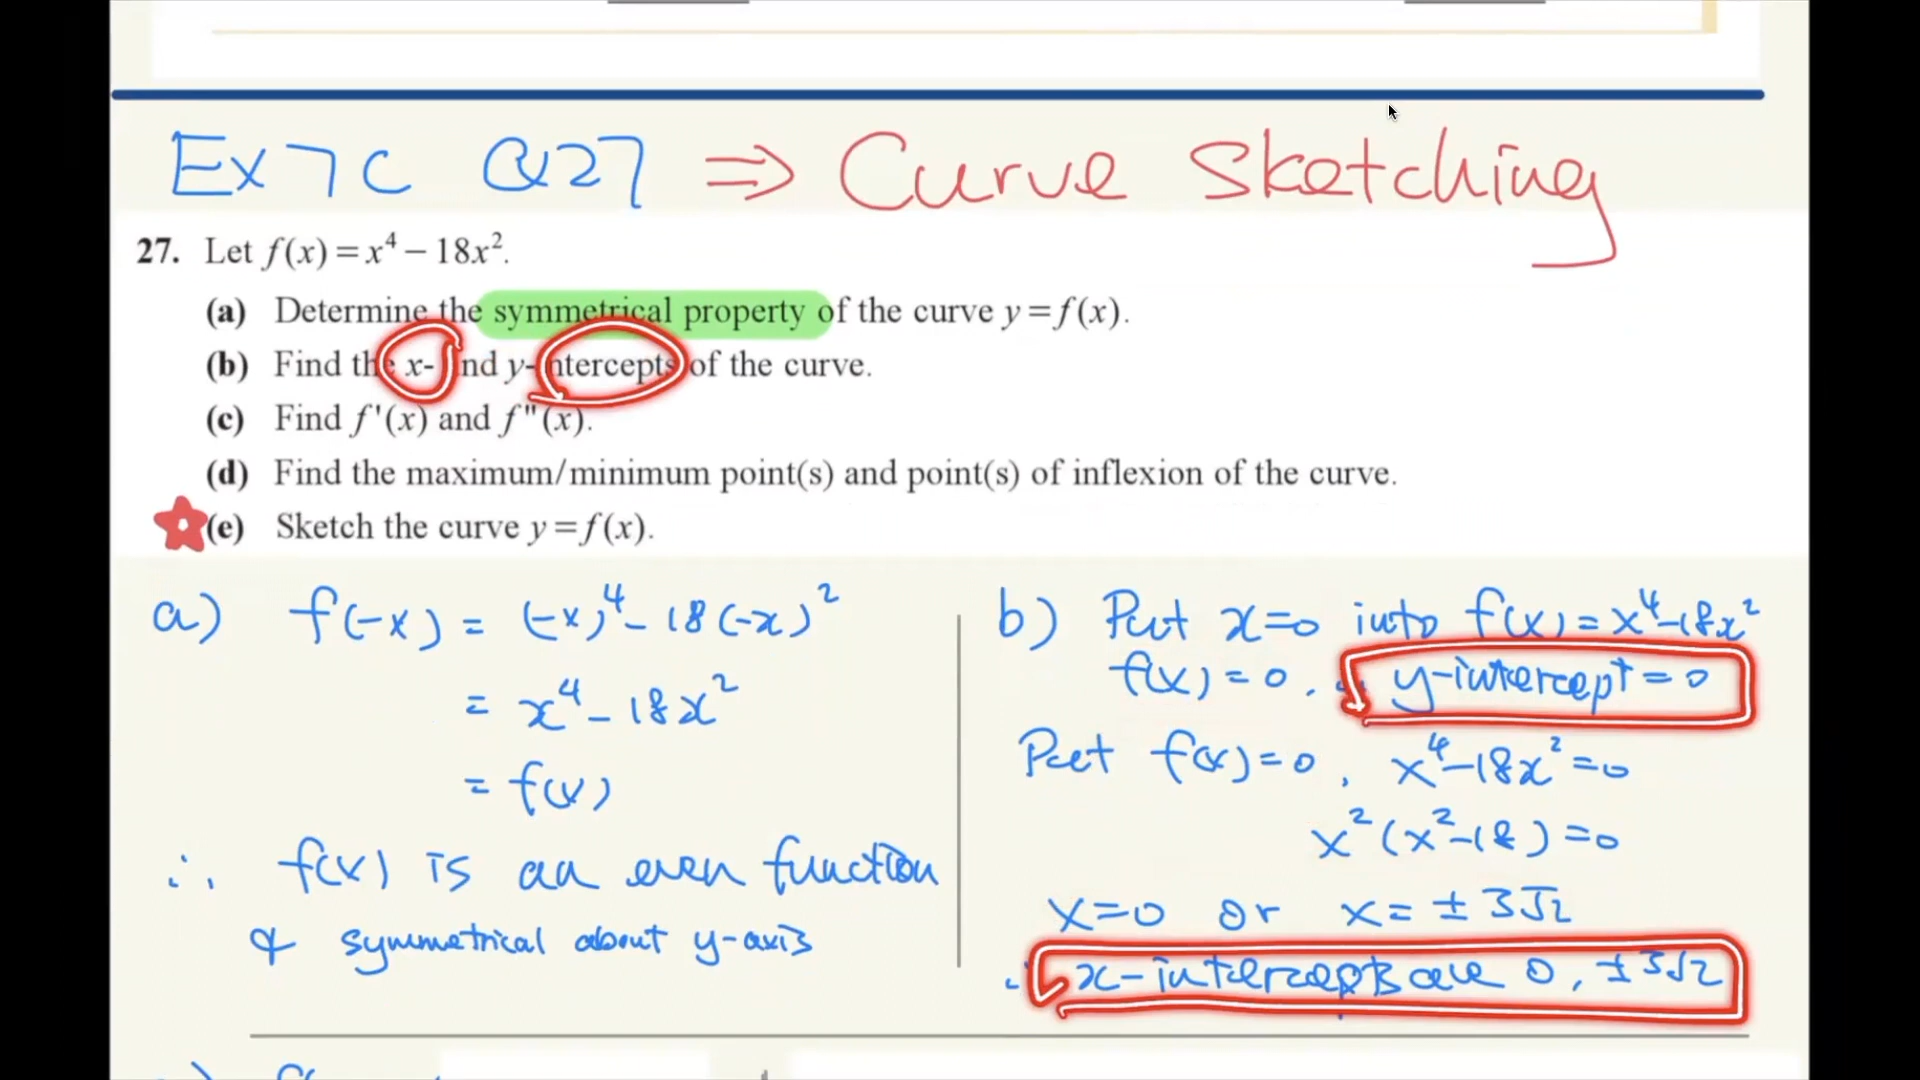 Ex 7C Q27 ⇒ Curve Sketching
27. Let f(x) = x⁴ – 18x².
(a) Determine the symmetrical property of the curve y = f(x).
(b) Find the x- and y-intercepts of the curve.
(c) Find f'(x) and f"(x).
(d) Find the maximum/minimum point(s) and point(s) of inflexion of the curve.
(e) Sketch the curve y = f(x).
a) f(-x) = (-x)⁴ - 18(-x)²
= x⁴ - 18x²
= f(x)
∴ f(x) is an even function
& symmetrical about y-axis
b) Put x=0 into f(x) = x⁴-18x²
f(x) = 0, ∴ y-intercept = 0
Put f(x)=0, x⁴-18x²=0
x²(x²-18)=0
x=0 or x= ±3√2
∴ x-intercepts are 0, ±3√2